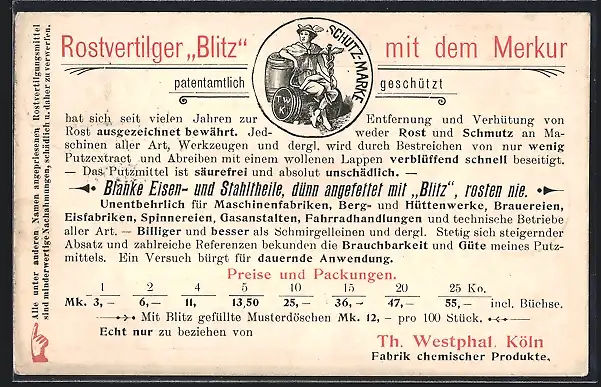 Rostvertilger „Blitz" mit dem Merkur
SCHUTZ-MARKE
patentamtlich geschützt
hat sich seit vielen Jahren zur Entfernung und Verhütung von
Rost ausgezeichnet bewährt. Jedweder Rost und Schmutz an Ma-
schinen aller Art, Werkzeugen und dergl. wird durch Bestreichen von nur wenig
Putzextract und Abreiben mit einem wollenen Lappen verblüffend schnell beseitigt.
— Das Putzmittel ist säurefrei und absolut unschädlich. —
Blanke Eisen- und Stahltheile, dünn angefettet mit „Blitz", rosten nie.
Unentbehrlich für Maschinenfabriken, Berg- und Hüttenwerke, Brauereien,
Eisfabriken, Spinnereien, Gasanstalten, Fahrradhandlungen und technische Betriebe
aller Art. — Billiger und besser als Schmirgelleinen und dergl. Stetig sich steigernder
Absatz und zahlreiche Referenzen bekunden die Brauchbarkeit und Güte meines Putz-
mittels. Ein Versuch bürgt für dauernde Anwendung.
Preise und Packungen.
1 2 4 5 10 15 20 25 Ko.
Mk. 3,— 6,— 11, 13,50 25,— 36,— 47,— 55,— incl. Büchse.
Mit Blitz gefüllte Musterdöschen Mk. 12, — pro 100 Stück.
Echt nur zu beziehen von
Th. Westphal, Köln
Fabrik chemischer Produkte.
Alle unter anderen Namen angepriesenen Rostvertilgungsmittel
sind minderwertige Nachahmungen, schädlich u. daher zu verwerfen.